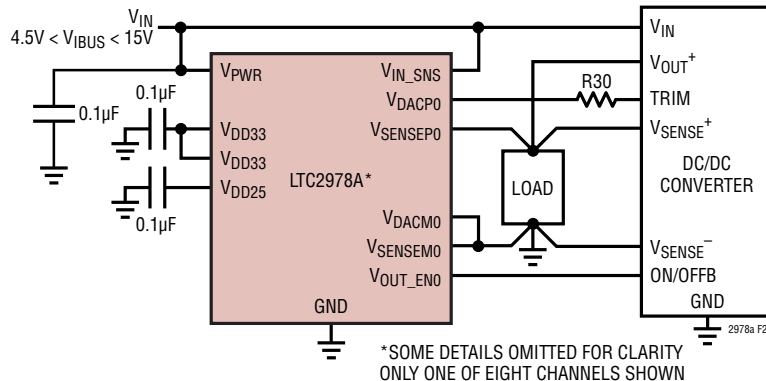 VIN
4.5V < VIBUS < 15V
0.1µF
0.1µF
0.1µF
VPWR
VDD33
VDD33
VDD25
LTC2978A*
GND
VIN_SNS
VDACP0
VSENSEP0
VDACM0
VSENSEM0
VOUT_EN0
R30
LOAD
VIN
VOUT+
TRIM
VSENSE+
DC/DC
CONVERTER
VSENSE–
ON/OFFB
GND
2978a F2
*SOME DETAILS OMITTED FOR CLARITY
ONLY ONE OF EIGHT CHANNELS SHOWN